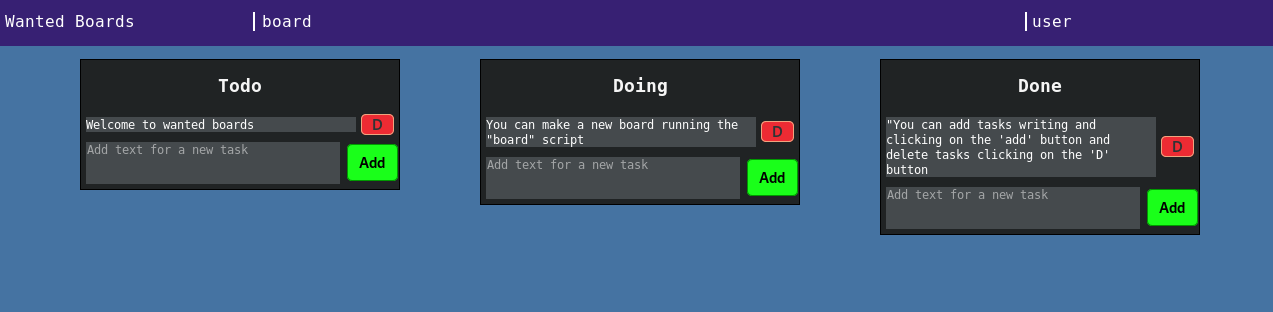 Wanted Boards
board
user
Todo
Welcome to wanted boards
D
Add text for a new task
Add
Doing
You can make a new board running the
"board" script
D
Add text for a new task
Add
Done
"You can add tasks writing and
clicking on the 'add' button and
delete tasks clicking on the 'D'
button
D
Add text for a new task
Add